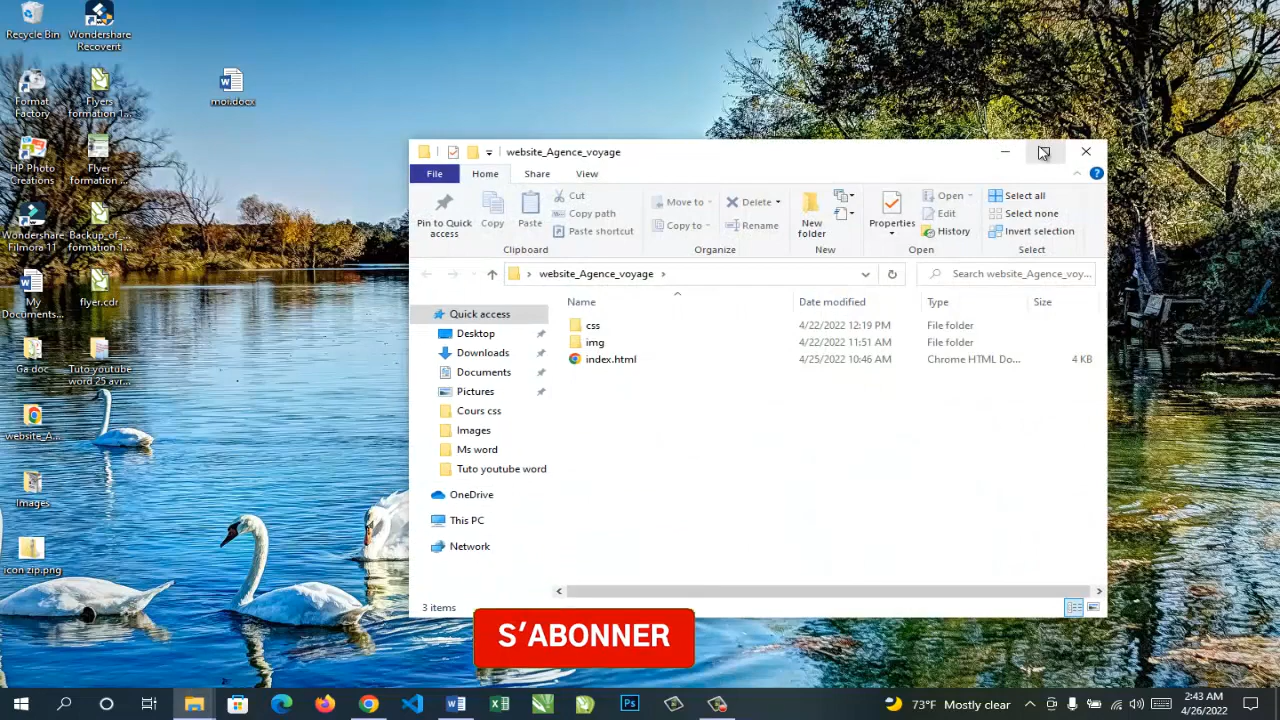 Recycle Bin
Wondershare
Recoverit
Format
Factory
Flyers
formation 1...
moi.docx
HP Photo
Creations
Flyer
formation ...
Wondershare
Filmora 11
Backup_of_
formation 1...
My
Documents...
flyer.cdr
Ga doc
Tuto youtube
word 25 avr...
website_A...
Images
icon zip.png
website_Agence_voyage
File
Home
Share
View
Pin to Quick
access
Copy
Paste
Cut
Copy path
Paste shortcut
Clipboard
Move to
Copy to
Delete
Rename
Organize
New
folder
New
Properties
Open
Edit
History
Open
Select all
Select none
Invert selection
Select
website_Agence_voyage
Search website_Agence_voy...
Name
Date modified
Type
Size
css
4/22/2022 12:19 PM
File folder
img
4/22/2022 11:51 AM
File folder
index.html
4/25/2022 10:46 AM
Chrome HTML Do...
4 KB
Quick access
Desktop
Downloads
Documents
Pictures
Cours css
Images
Ms word
Tuto youtube word
OneDrive
This PC
Network
3 items
S'ABONNER
73°F Mostly clear
2:43 AM
4/26/2022